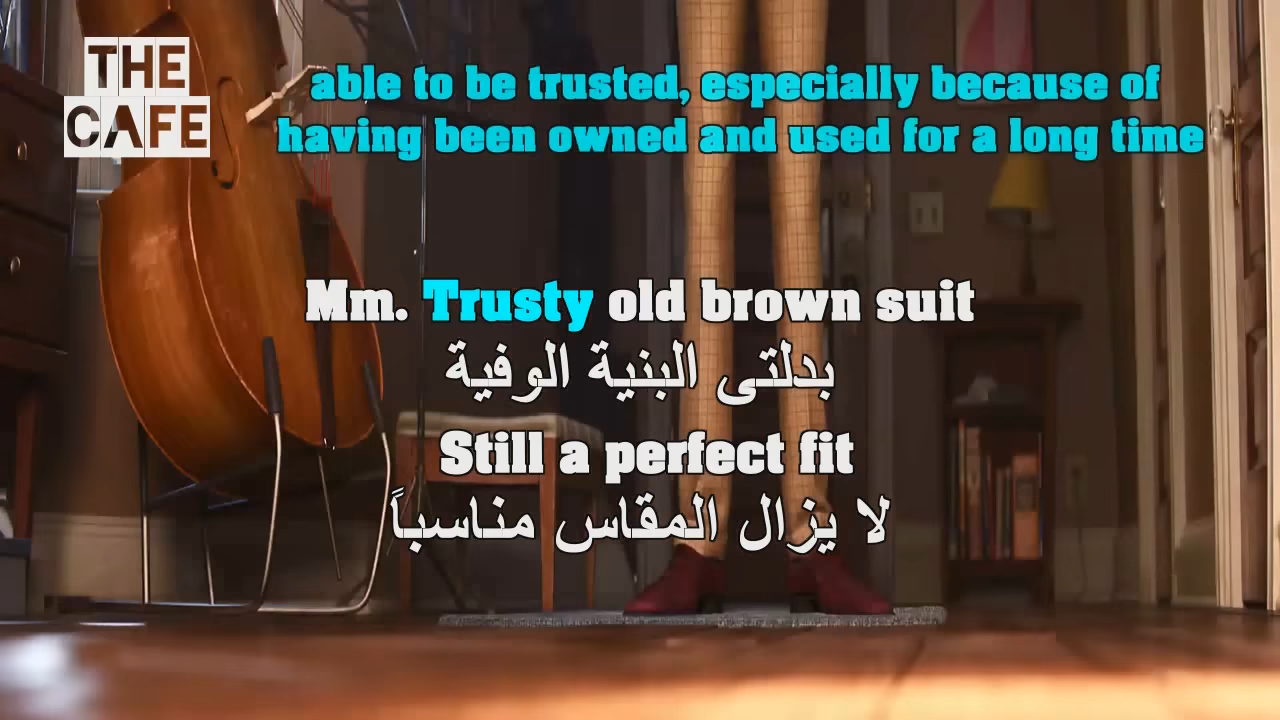 THE
CAFE
able to be trusted, especially because of
having been owned and used for a long time
Mm. Trusty old brown suit
بدلتى البنية الوفية
Still a perfect fit
لا يزال المقاس مناسباً